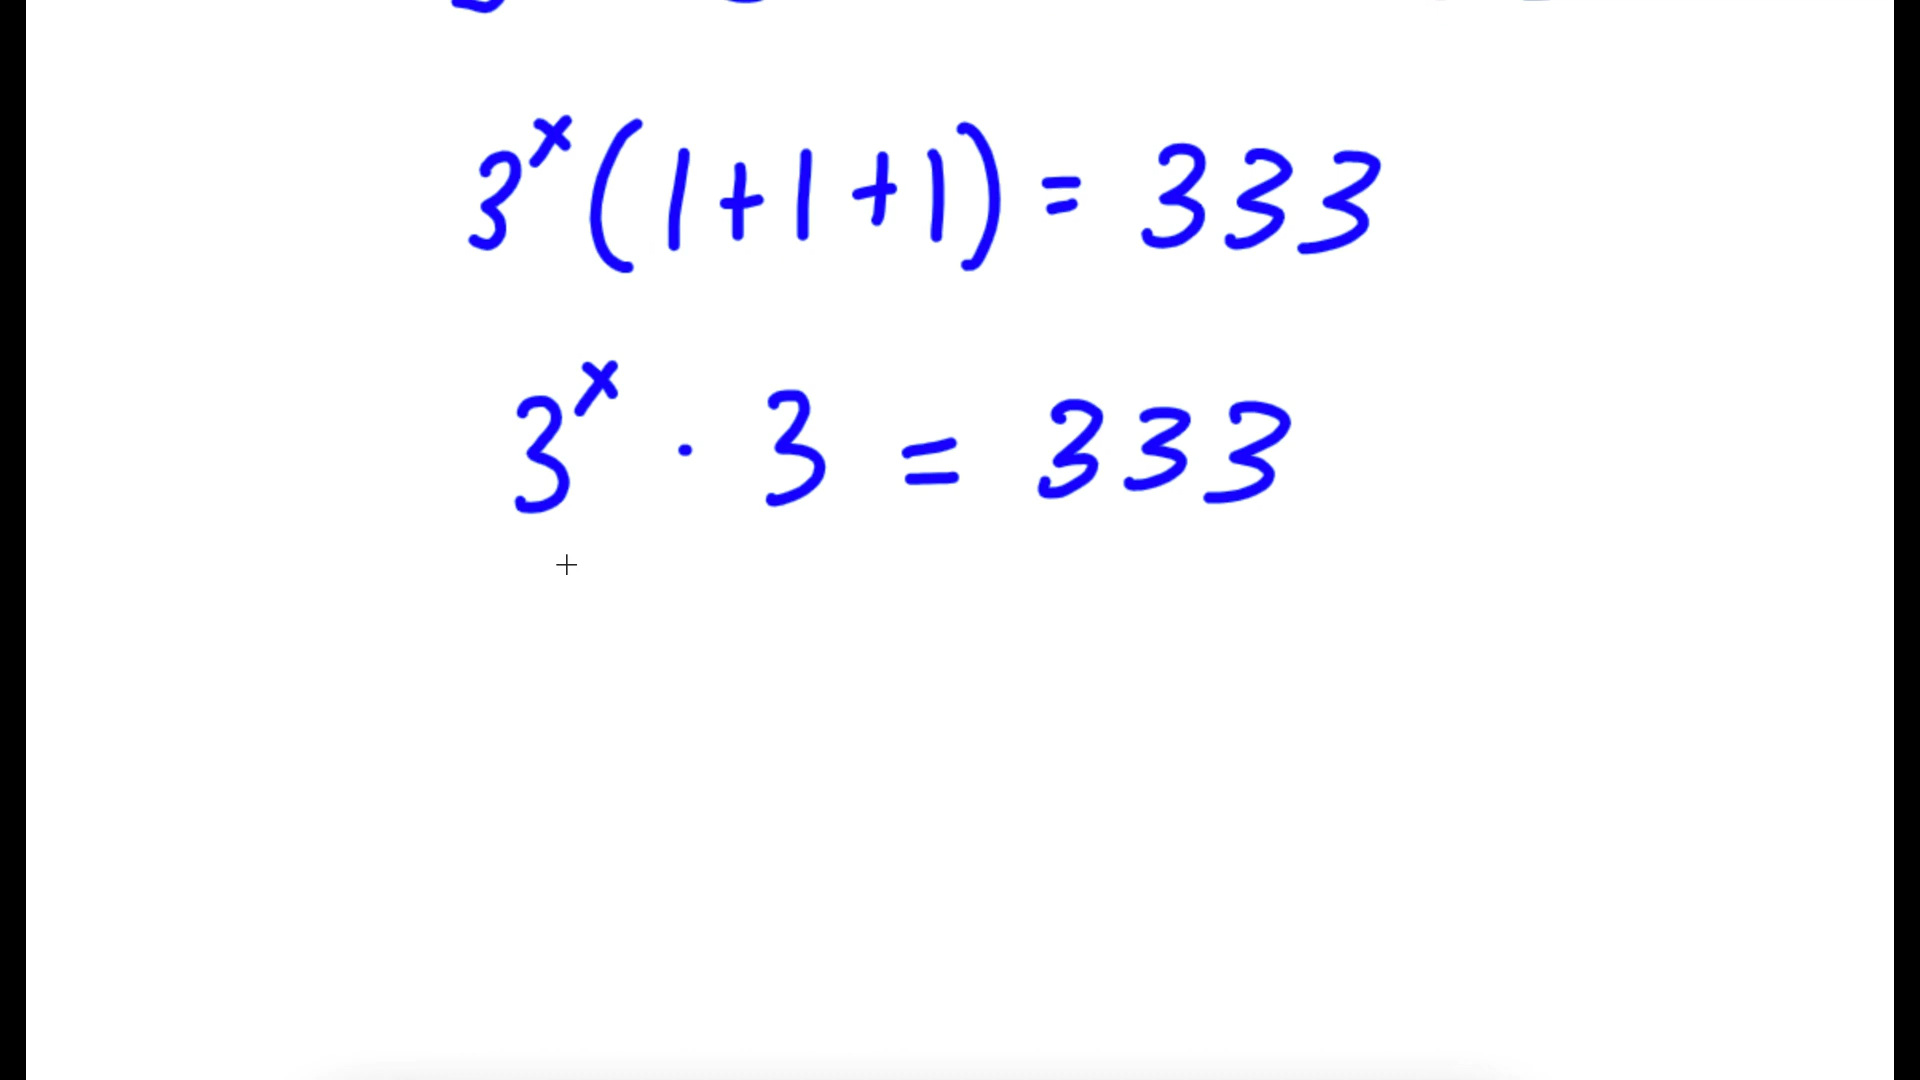 3^x (1 + 1 + 1) = 333
3^x · 3 = 333